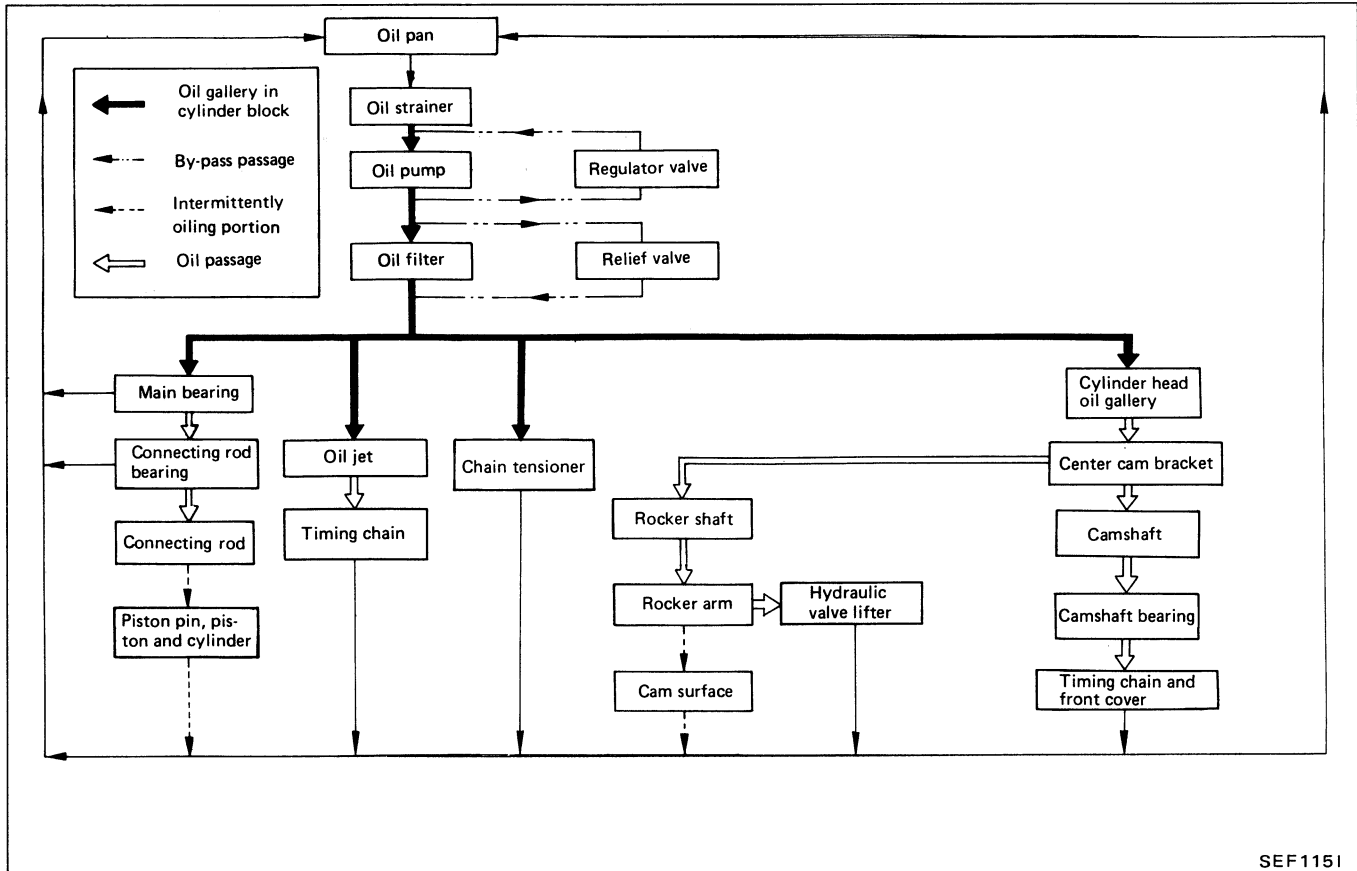 Oil pan
Oil gallery in
cylinder block
By-pass passage
Intermittently
oiling portion
Oil passage
Oil strainer
Oil pump
Regulator valve
Oil filter
Relief valve
Main bearing
Connecting rod
bearing
Connecting rod
Piston pin, pis-
ton and cylinder
Oil jet
Timing chain
Chain tensioner
Cylinder head
oil gallery
Center cam bracket
Rocker shaft
Rocker arm
Hydraulic
valve lifter
Cam surface
Camshaft
Camshaft bearing
Timing chain and
front cover
SEF115I